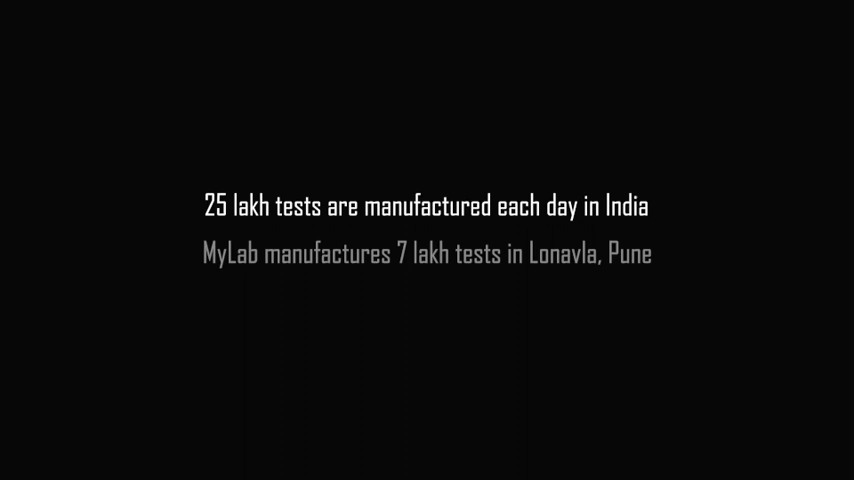 25 lakh tests are manufactured each day in India
MyLab manufactures 7 lakh tests in Lonavla, Pune